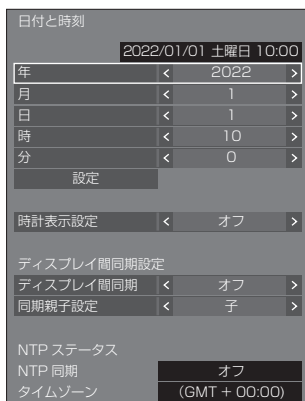 日付と時刻
2022/01/01 土曜日 10:00
年 < 2022 >
月 < 1 >
日 < 1 >
時 < 10 >
分 < 0 >
設定
時計表示設定 < オフ >
ディスプレイ間同期設定
ディスプレイ間同期 < オフ >
同期親子設定 < 子 >
NTP ステータス
NTP 同期 オフ
タイムゾーン (GMT + 00:00)